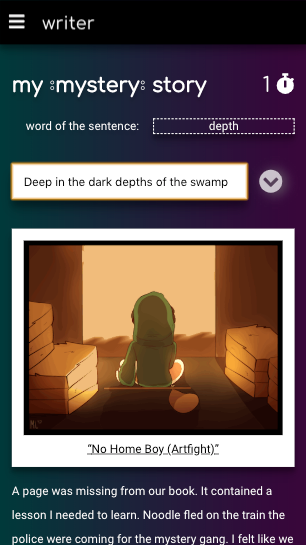 writer
my :mystery: story
1
word of the sentence:
depth
Deep in the dark depths of the swamp
“No Home Boy (Artfight)”
A page was missing from our book. It contained a
lesson I needed to learn. Noodle fled on the train the
police were coming for the mystery gang. I felt like we